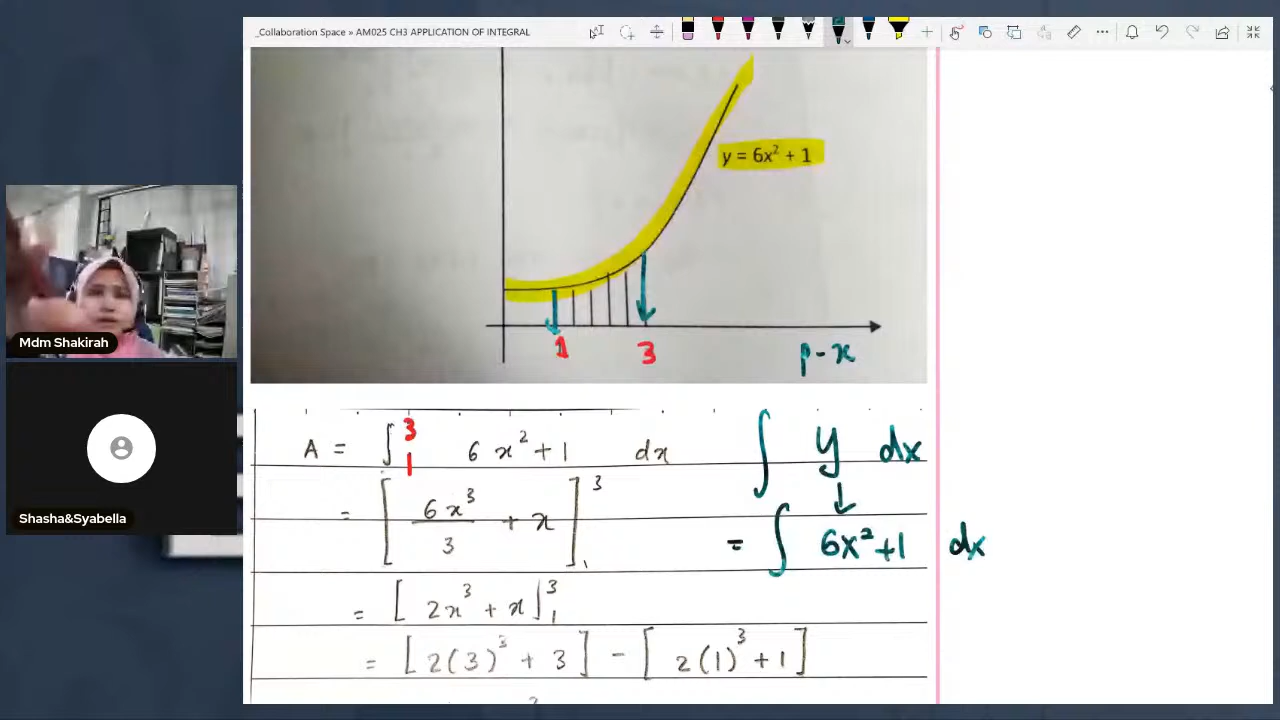 _Collaboration Space » AM025 CH3 APPLICATION OF INTEGRAL
y = 6x² + 1
1
3
p-x
Mdm Shakirah
Shasha&Syabella
A = ∫₁³ 6x² + 1 dx
= [6x³/3 + x]₁³
= [2x³ + x]₁³
= [2(3)³ + 3] - [2(1)³ + 1]
∫ y dx
↓
= ∫ 6x² + 1 dx